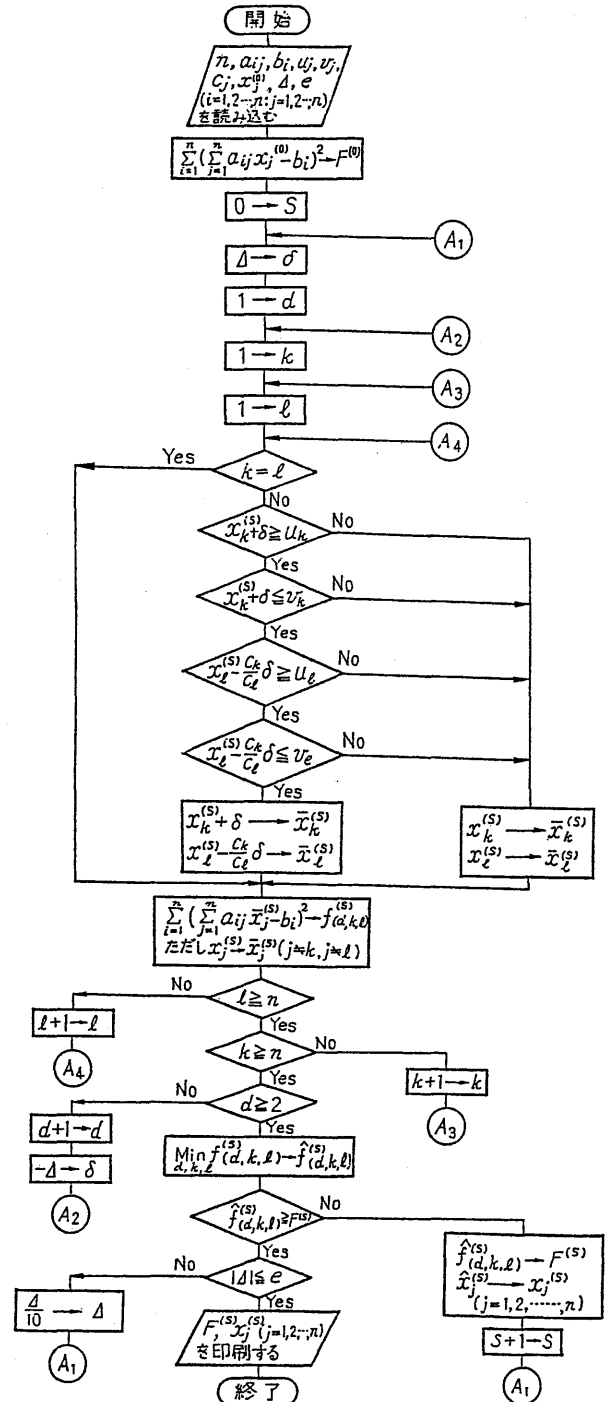 開始
n, aij, bi, uj, vj,
cj, xj(0), Δ, e
(i=1,2…,n:j=1,2…,n)
を読み込む
∑_{i=1}^{n}(∑_{j=1}^{n} aij xj(0)-bi)²→F(0)
0→S
A1
Δ→δ
1→d
A2
1→k
A3
1→ℓ
A4
Yes
k=ℓ
No
xk(S)+δ≧Uk
No
Yes
xk(S)+δ≦vk
No
Yes
xℓ(S)-Ck/Cℓ δ≧Uℓ
No
Yes
xℓ(S)-Ck/Cℓ δ≦ve
No
Yes
xk(S)+δ→x̄k(S)
xℓ(S)-Ck/Cℓ δ→x̄ℓ(S)
xk(S)→x̄k(S)
xℓ(S)→x̄ℓ(S)
∑_{i=1}^{n}(∑_{j=1}^{n} aij x̄j(S)-bi)²→f(S)(d,k,ℓ)
ただし xj(S)→x̄j(S)(j≒k,j≒ℓ)
No
ℓ≧n
Yes
ℓ+1→ℓ
A4
k≧n
No
Yes
k+1→k
A3
No
d≧2
Yes
d+1→d
-Δ→δ
A2
Min d,k,ℓ f(S)(d,k,ℓ)→f̂(S)(d,k,ℓ)
f̂(S)(d,k,ℓ)≧F(S)
No
Yes
f̂(S)(d,k,ℓ)→F(S)
x̂j(S)→xj(S)
(j=1,2,……,n)
S+1→S
A1
No
|Δ|≦e
Yes
Δ/10→Δ
A1
F(S), xj(S)(j=1,2,…,n)
を印刷する
終了